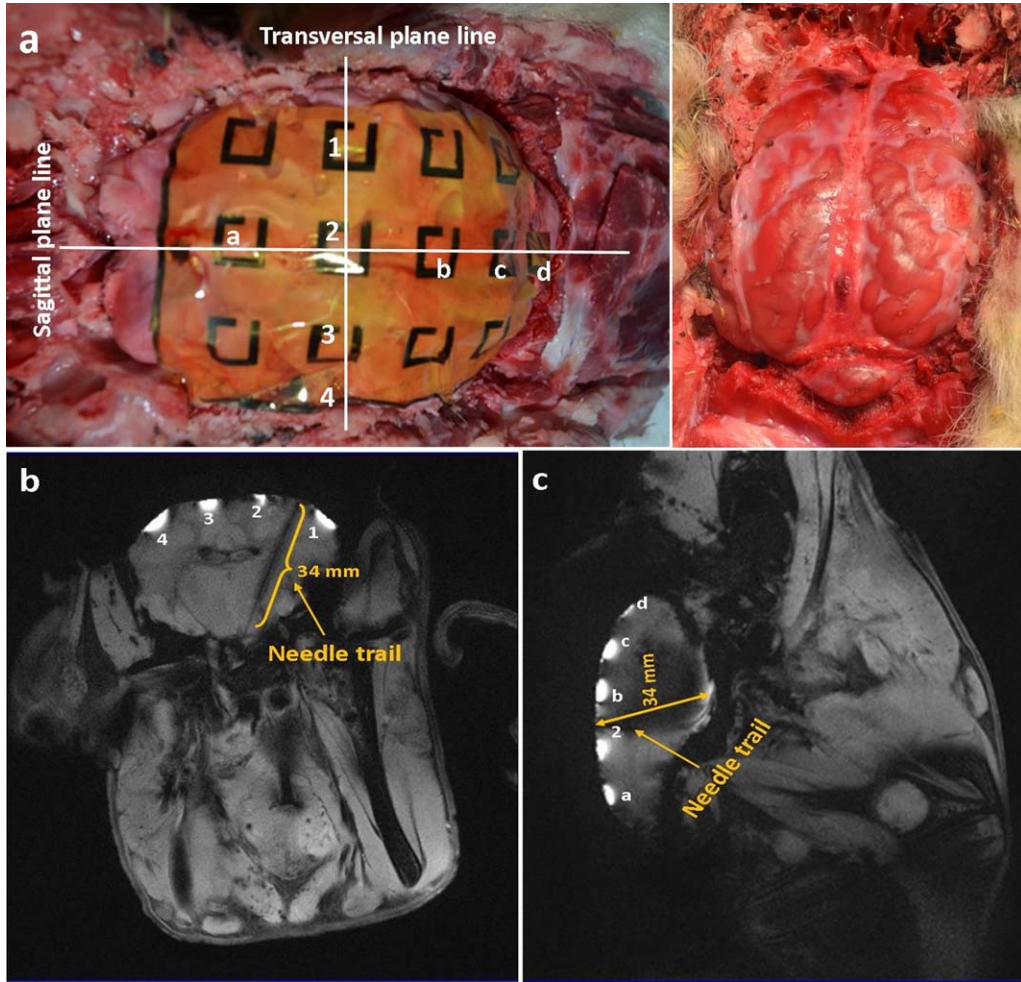 a
Transversal plane line
Sagittal plane line
1
a
2
b
c
d
3
4
b
4
3
2
1
34 mm
Needle trail
c
d
c
b
34 mm
2
Needle trail
a